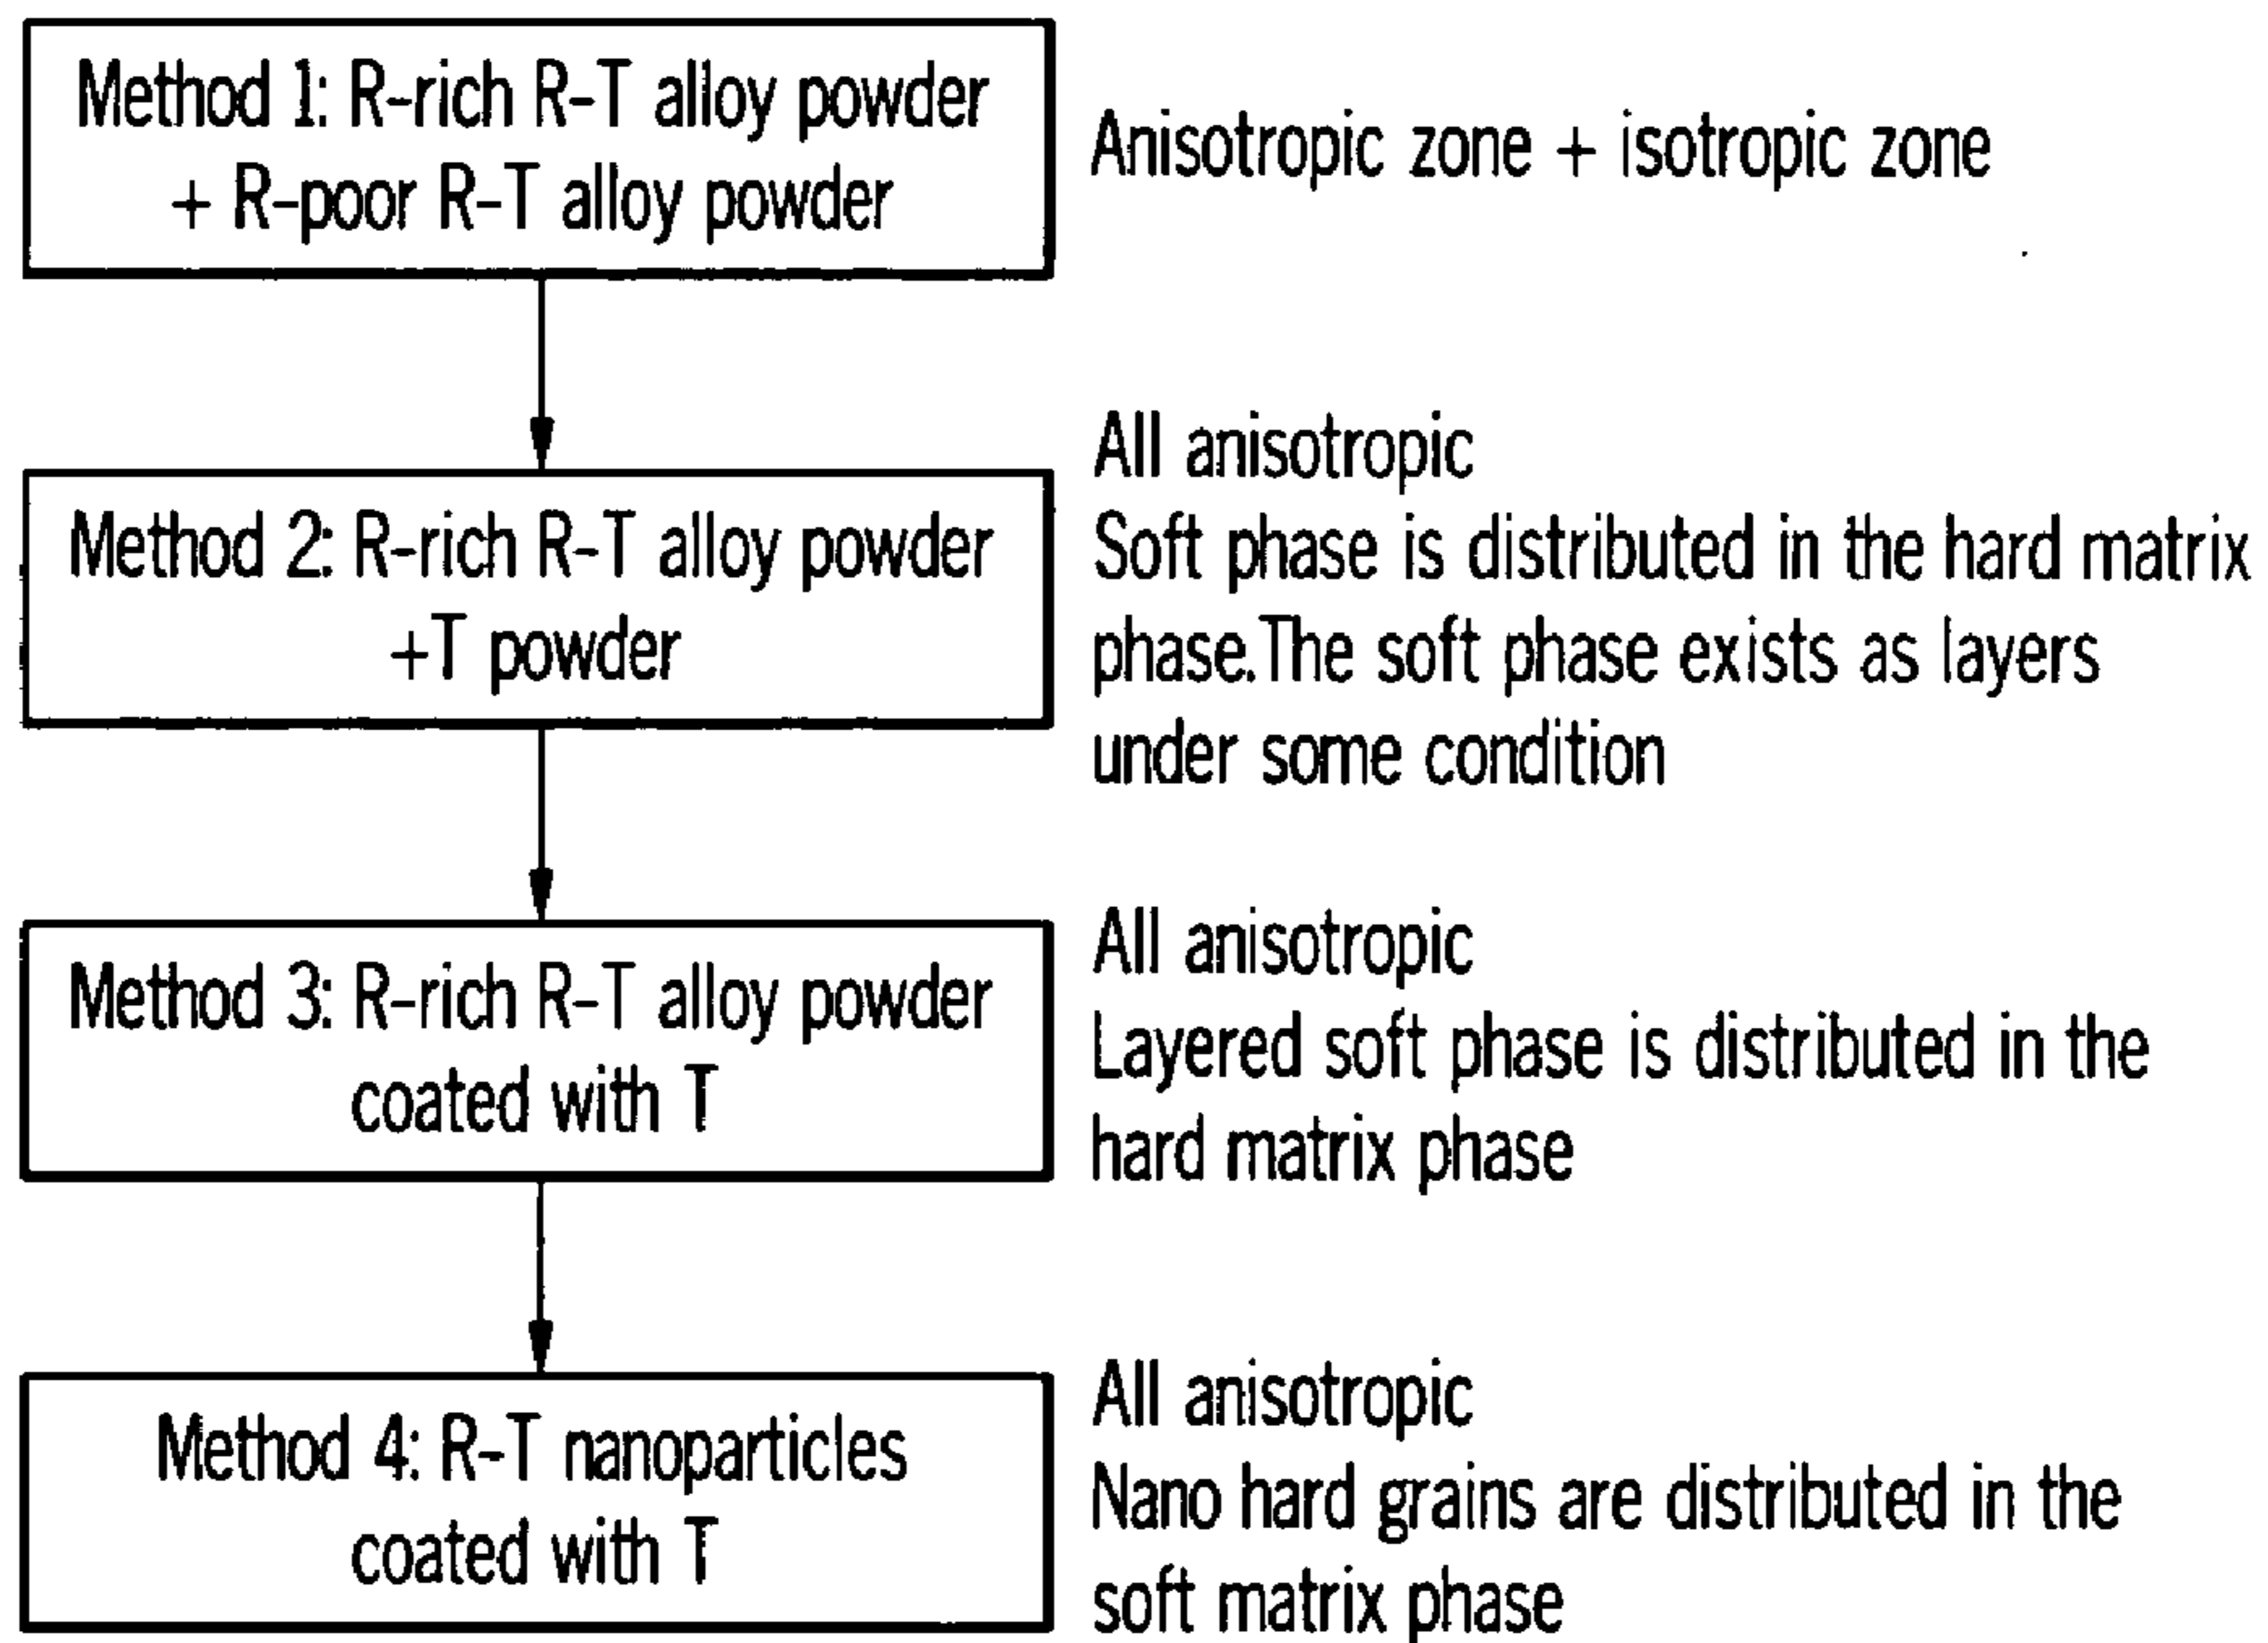 Method 1: R-rich R-T alloy powder
+ R-poor R-T alloy powder
Anisotropic zone + isotropic zone
Method 2: R-rich R-T alloy powder
+T powder
All anisotropic
Soft phase is distributed in the hard matrix
phase.The soft phase exists as layers
under some condition
Method 3: R-rich R-T alloy powder
coated with T
All anisotropic
Layered soft phase is distributed in the
hard matrix phase
Method 4: R-T nanoparticles
coated with T
All anisotropic
Nano hard grains are distributed in the
soft matrix phase